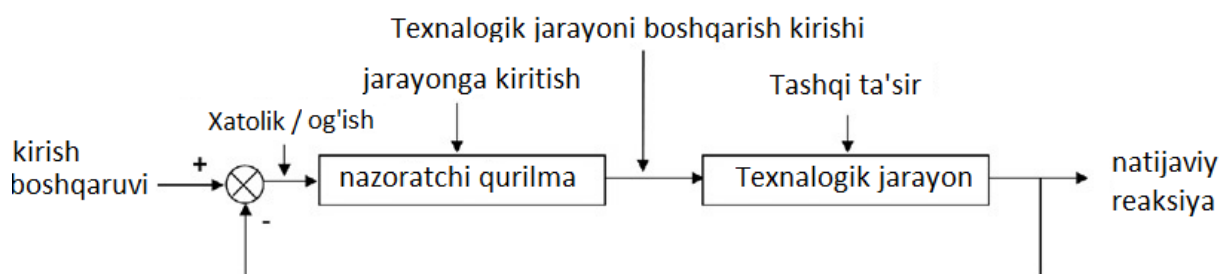 Texnalogik jarayoni boshqarish kirishi
jarayonga kiritish
Tashqi ta'sir
Xatolik / og'ish
kirish
boshqaruvi
+
-
nazoratchi qurilma
Texnalogik jarayon
natijaviy
reaksiya